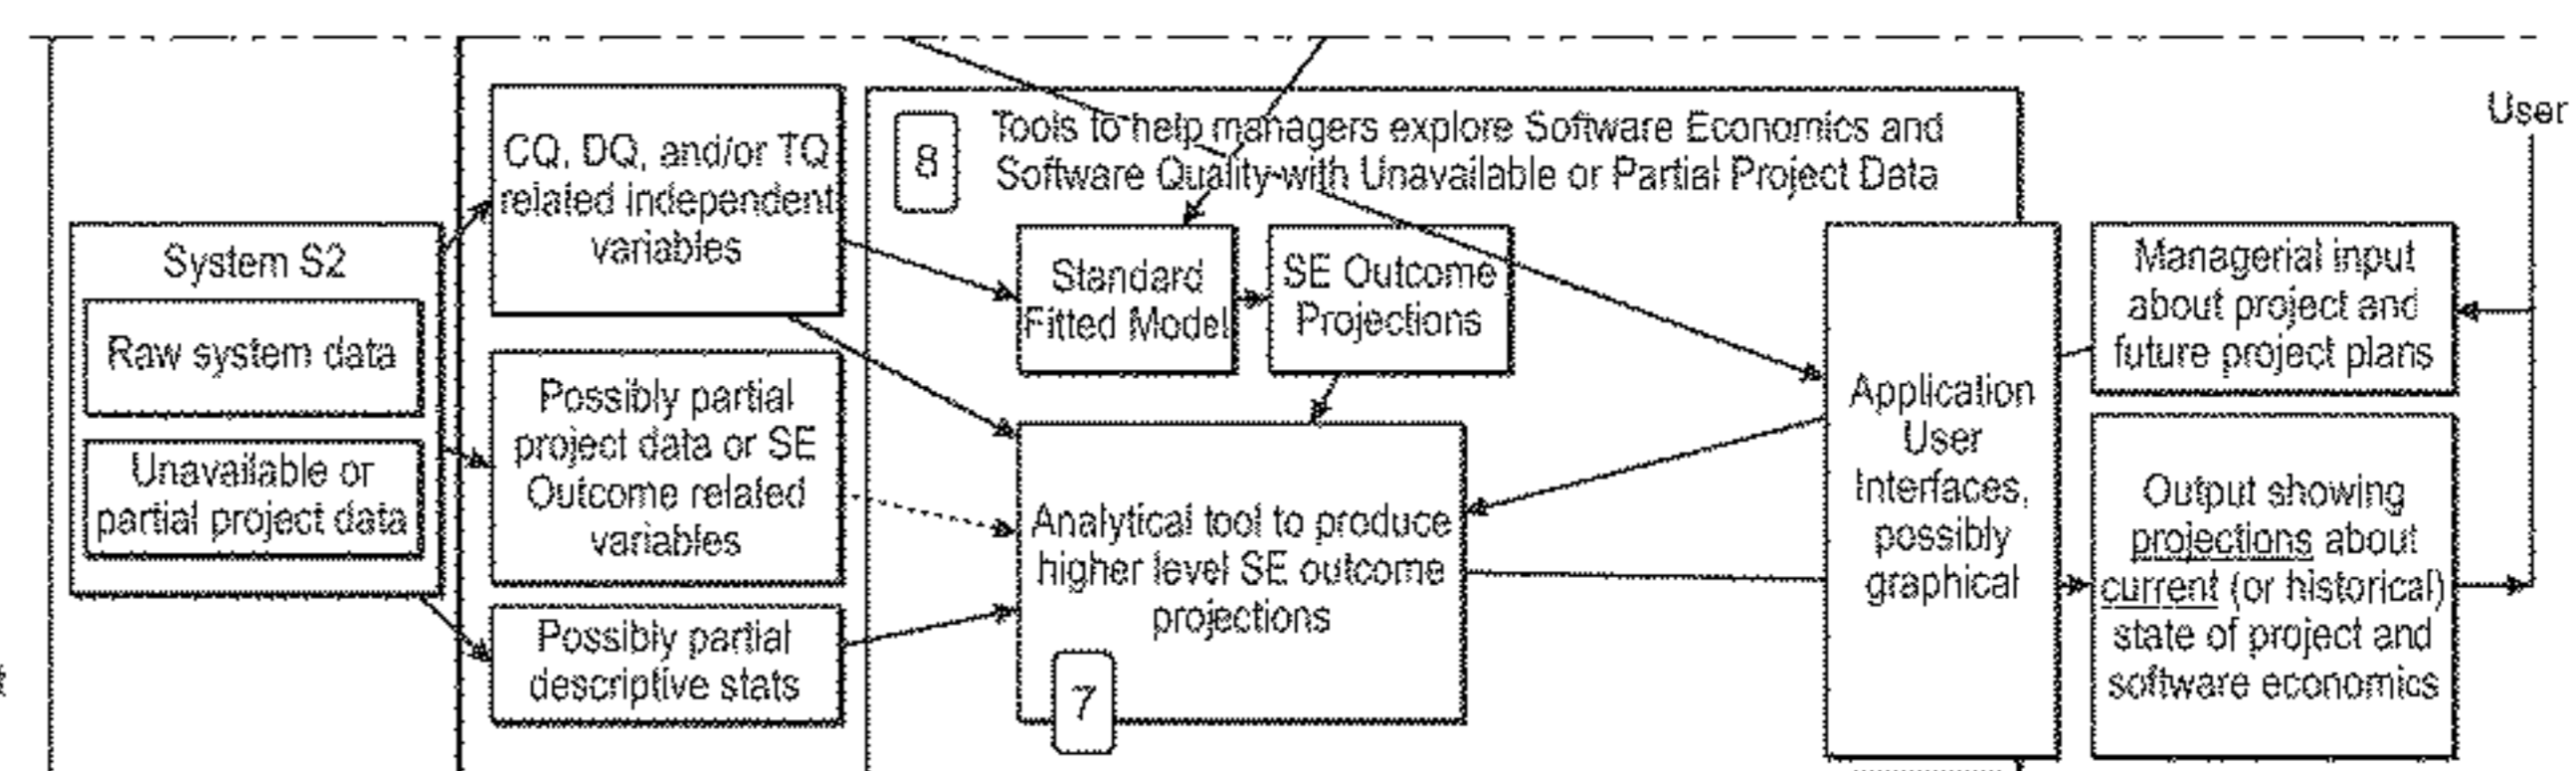 User
8
Tools to help managers explore Software Economics and
Software Quality with Unavailable or Partial Project Data
CQ, DQ, and/or TQ
related independent
variables
System S2
Raw system data
Unavailable or
partial project data
Possibly partial
project data or SE
Outcome related
variables
Possibly partial
descriptive stats
Standard
Fitted Model
SE Outcome
Projections
Analytical tool to produce
higher level SE outcome
projections
7
Application
User
Interfaces,
possibly
graphical
Managerial input
about project and
future project plans
Output showing
projections about
current (or historical)
state of project and
software economics